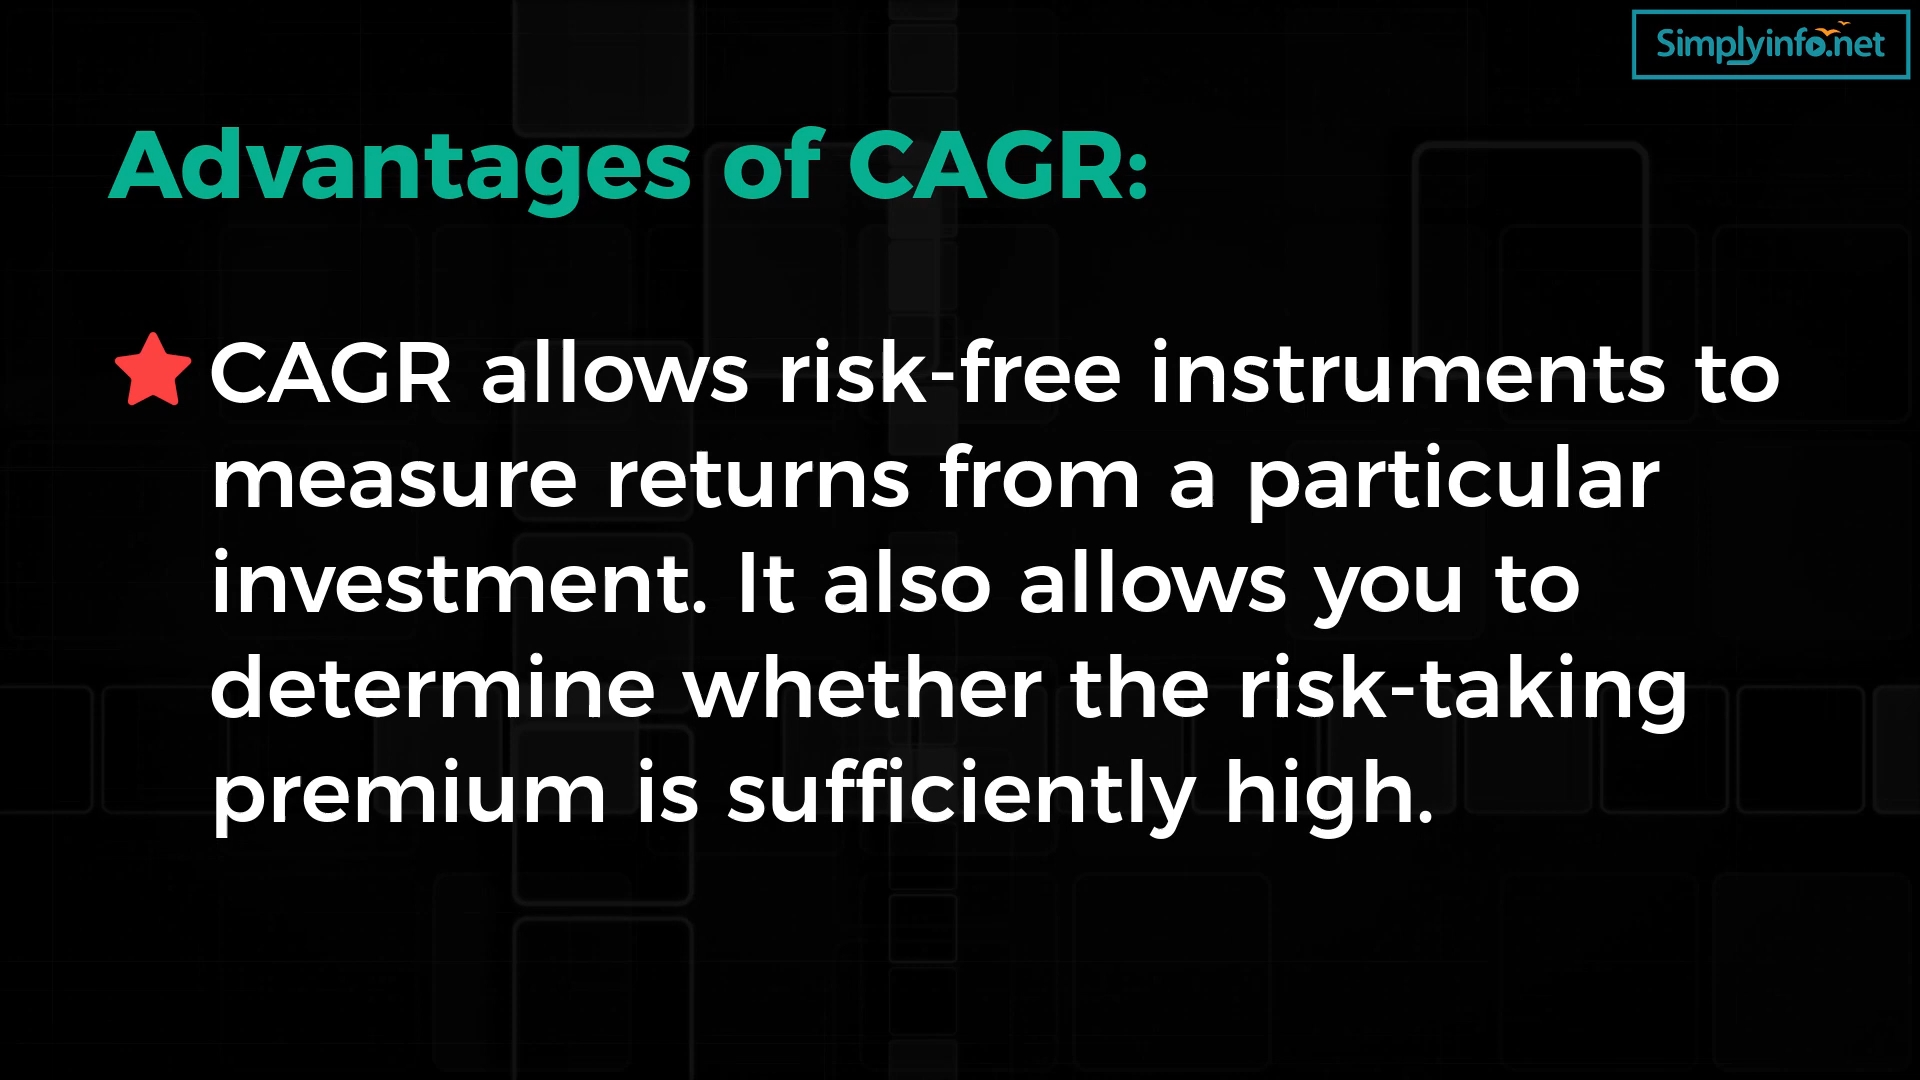 Simplyinfo.net
Advantages of CAGR:
CAGR allows risk-free instruments to
measure returns from a particular
investment. It also allows you to
determine whether the risk-taking
premium is sufficiently high.